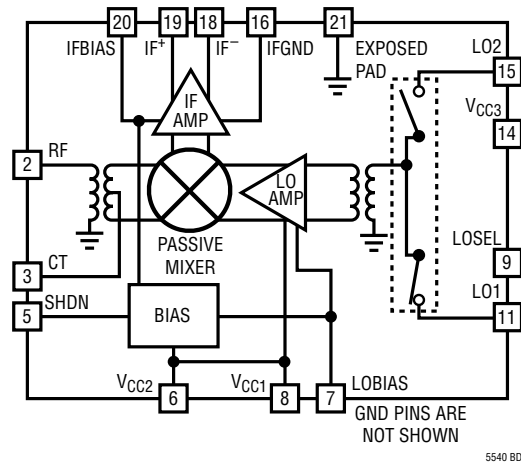 20 19 18 16 21
IFBIAS IF+ IF− IFGND EXPOSED
PAD
LO2
15
IF
AMP
VCC3
14
2 RF
LO
AMP
PASSIVE
MIXER
LOSEL
9
3 CT
LO1
11
5 SHDN
BIAS
VCC2 VCC1 LOBIAS
6 8 7
GND PINS ARE
NOT SHOWN
5540 BD